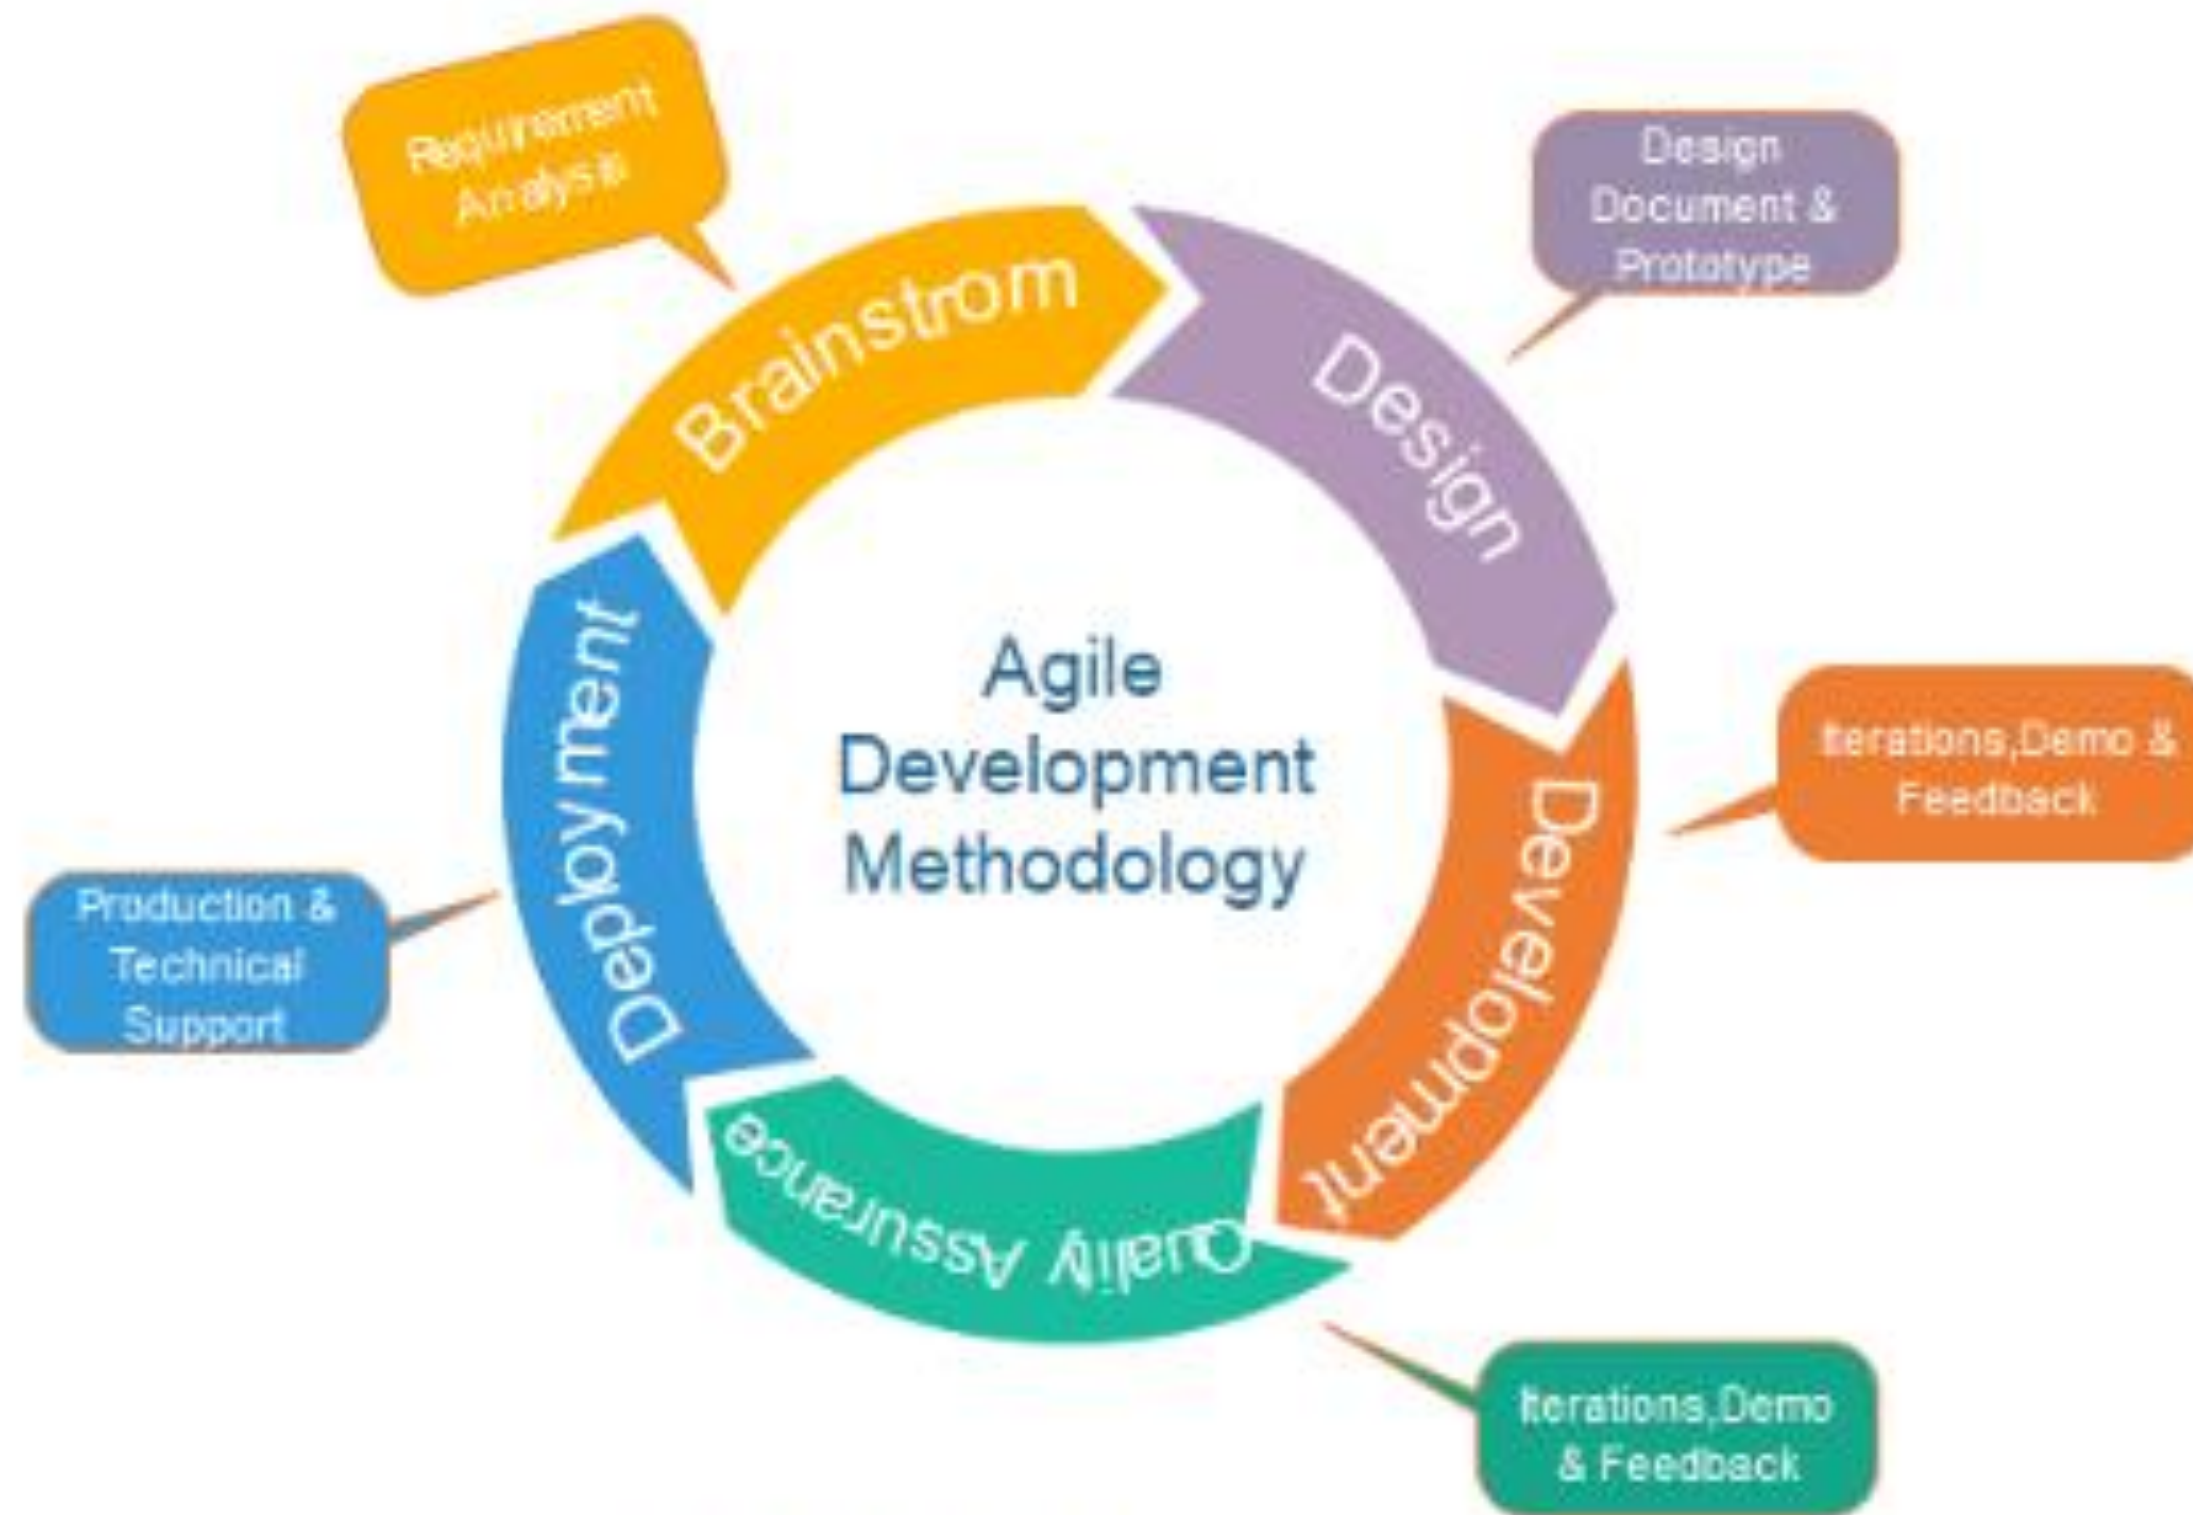 Requirement
Analysis
Design
Document &
Prototype
Brainstrom
Design
Agile
Development
Methodology
Iterations,Demo &
Feedback
Development
Deployment
Production &
Technical
Support
Quality Assurance
Iterations,Demo
& Feedback